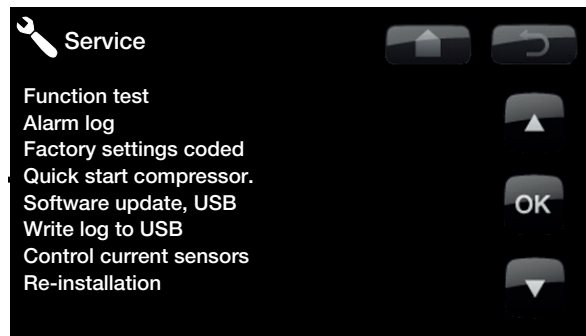 Service
Function test
Alarm log
Factory settings coded
Quick start compressor.
Software update, USB
OK
Write log to USB
Control current sensors
Re-installation